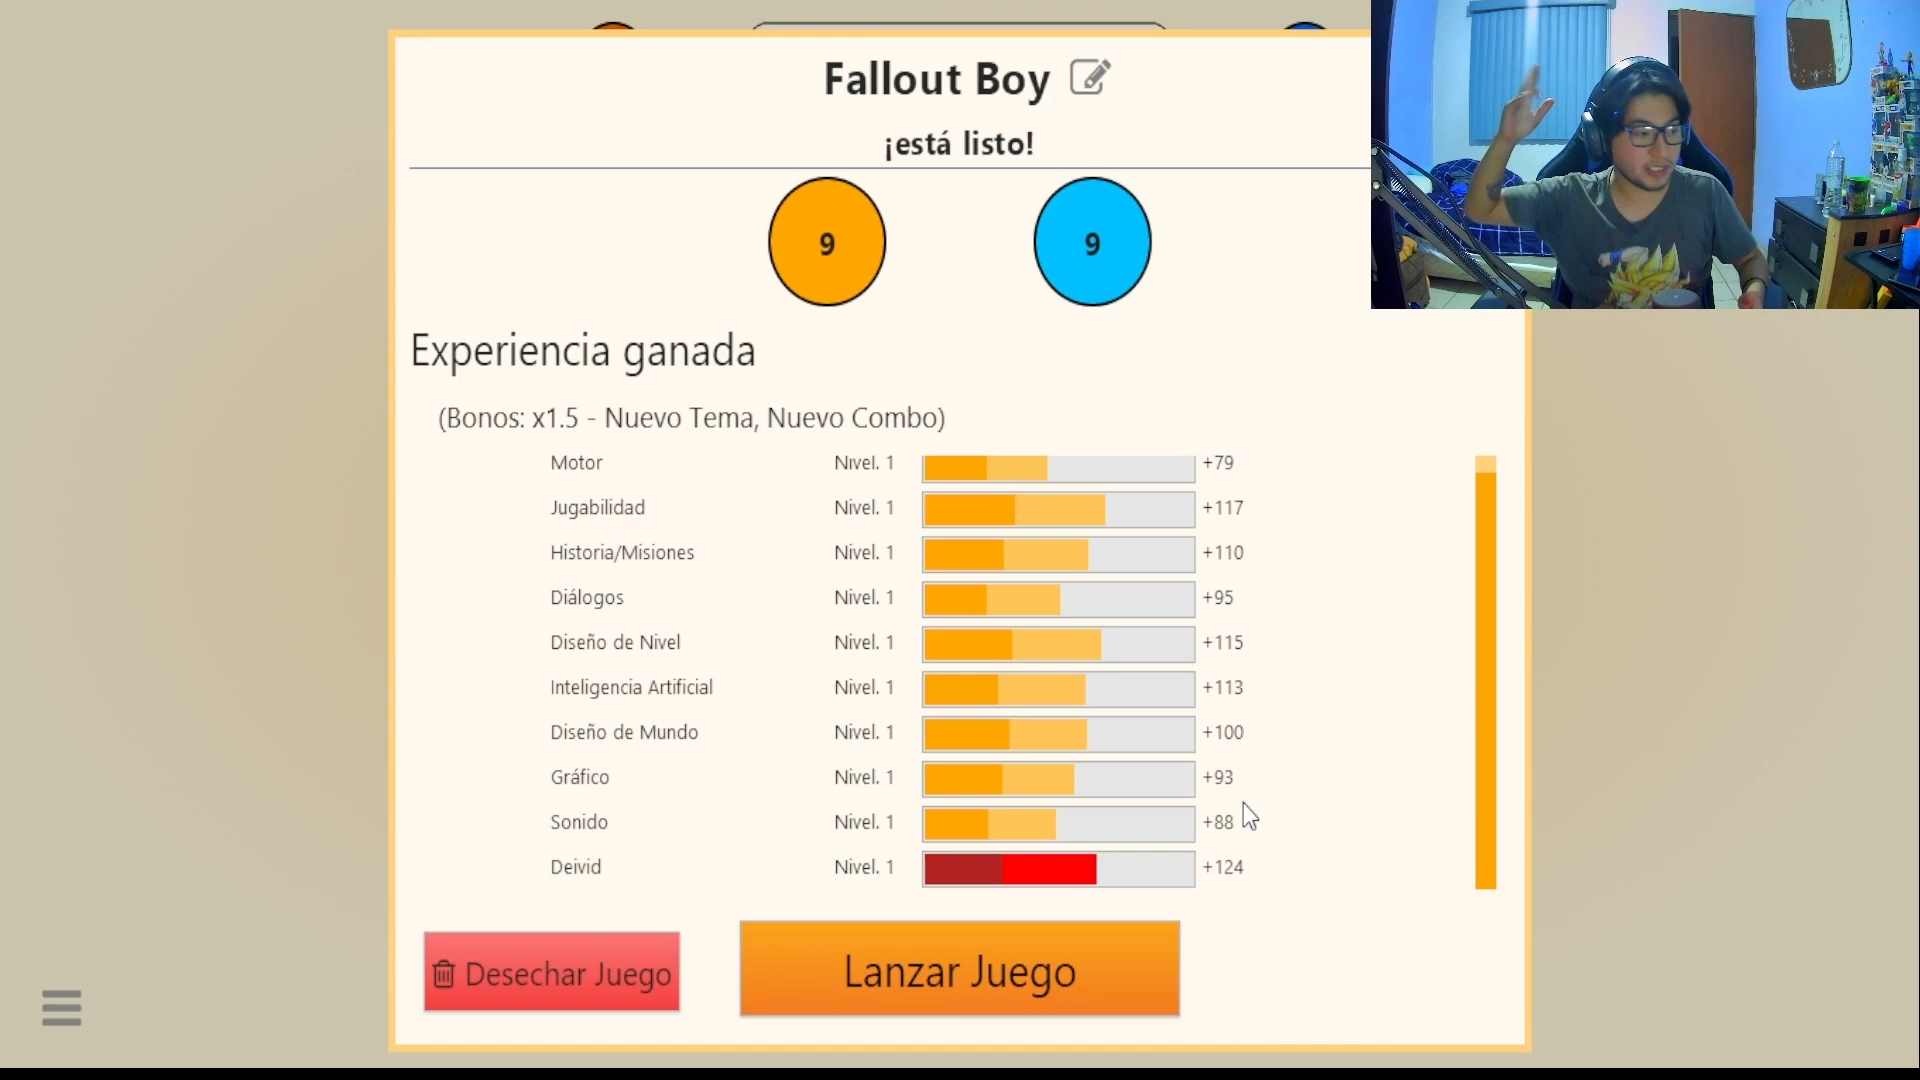 Fallout Boy
¡está listo!
9
9
Experiencia ganada
(Bonos: x1.5 - Nuevo Tema, Nuevo Combo)
Motor Nivel. 1 +79
Jugabilidad Nivel. 1 +117
Historia/Misiones Nivel. 1 +110
Diálogos Nivel. 1 +95
Diseño de Nivel Nivel. 1 +115
Inteligencia Artificial Nivel. 1 +113
Diseño de Mundo Nivel. 1 +100
Gráfico Nivel. 1 +93
Sonido Nivel. 1 +88
Deivid Nivel. 1 +124
Desechar Juego
Lanzar Juego